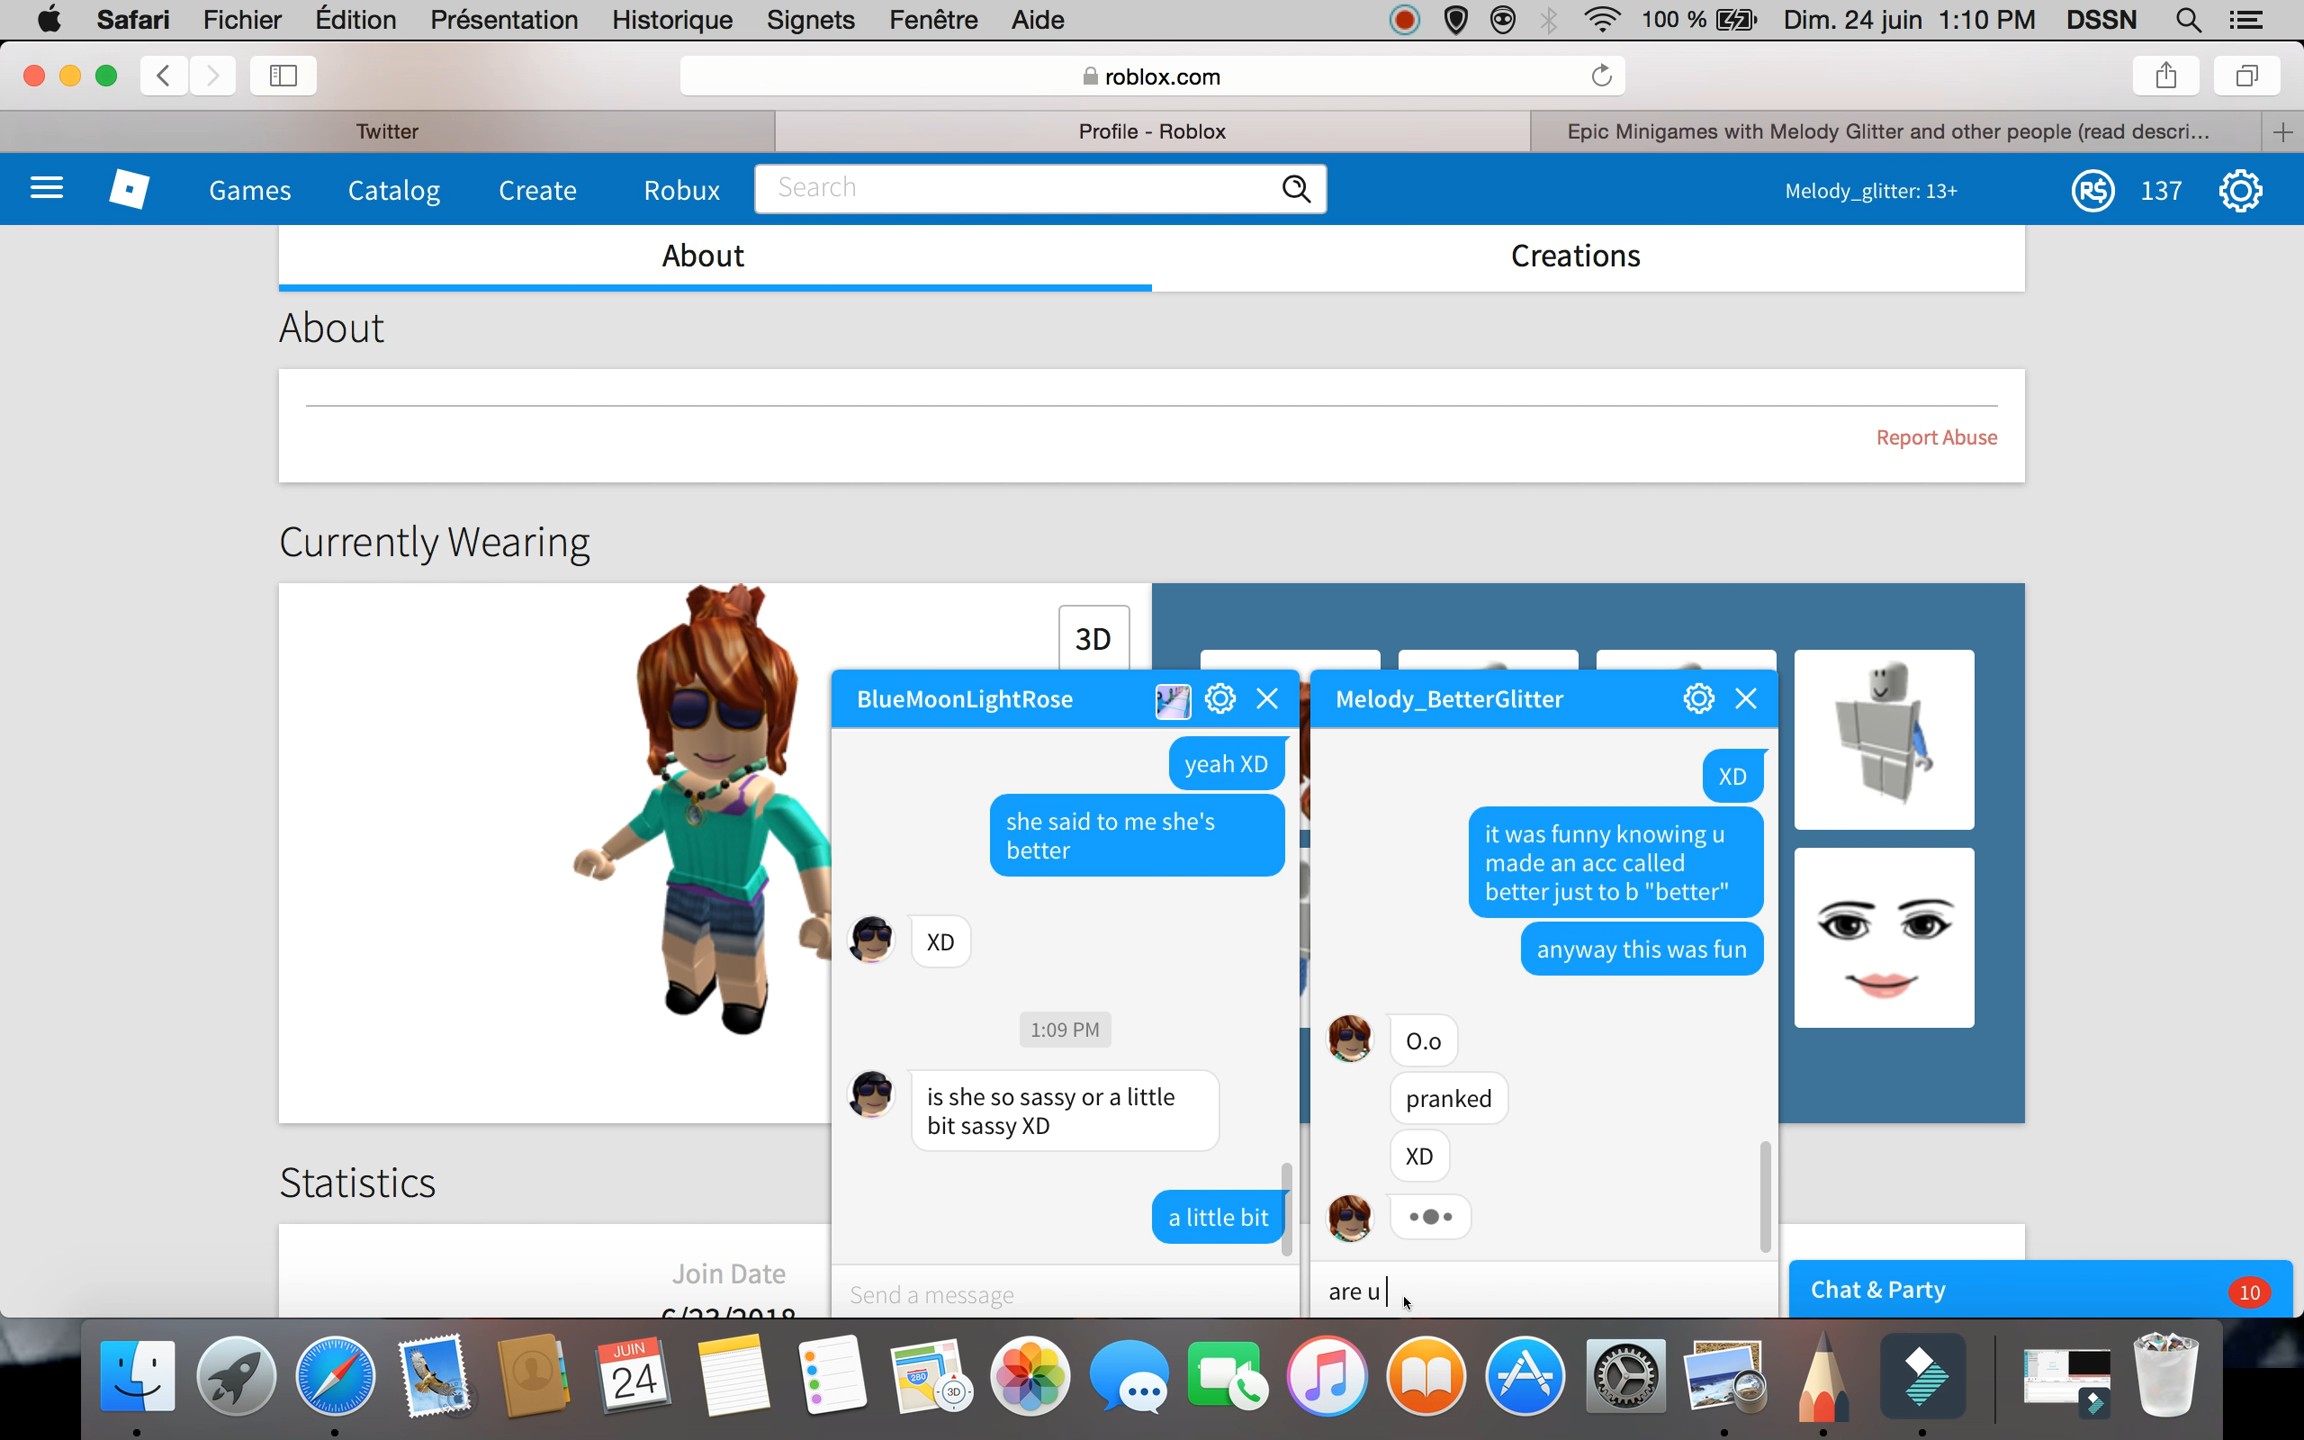 Safari Fichier Édition Présentation Historique Signets Fenêtre Aide 100 % Dim. 24 juin 1:10 PM DSSN
roblox.com
Twitter Profile - Roblox Epic Minigames with Melody Glitter and other people (read descri...
Games Catalog Create Robux Search Melody_glitter: 13+ R$ 137
About Creations
About
Report Abuse
Currently Wearing
3D
BlueMoonLightRose
yeah XD
she said to me she's
better
XD
1:09 PM
is she so sassy or a little
bit sassy XD
a little bit
Send a message
Melody_BetterGlitter
XD
it was funny knowing u
made an acc called
better just to b "better"
anyway this was fun
O.o
pranked
XD
are u
Statistics
Join Date
6/23/2018
Chat & Party 10
JUIN
24
280
3D